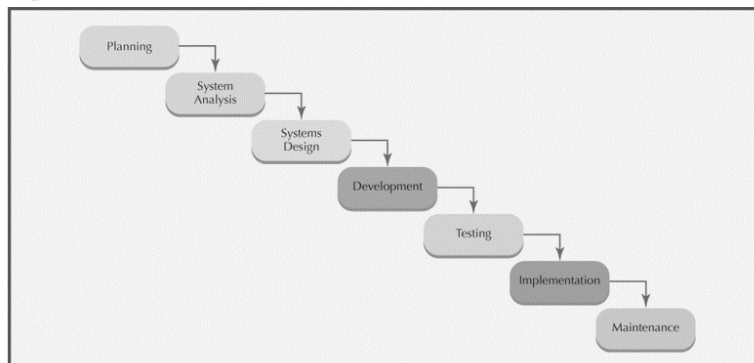 Planning
System
Analysis
Systems
Design
Development
Testing
Implementation
Maintenance